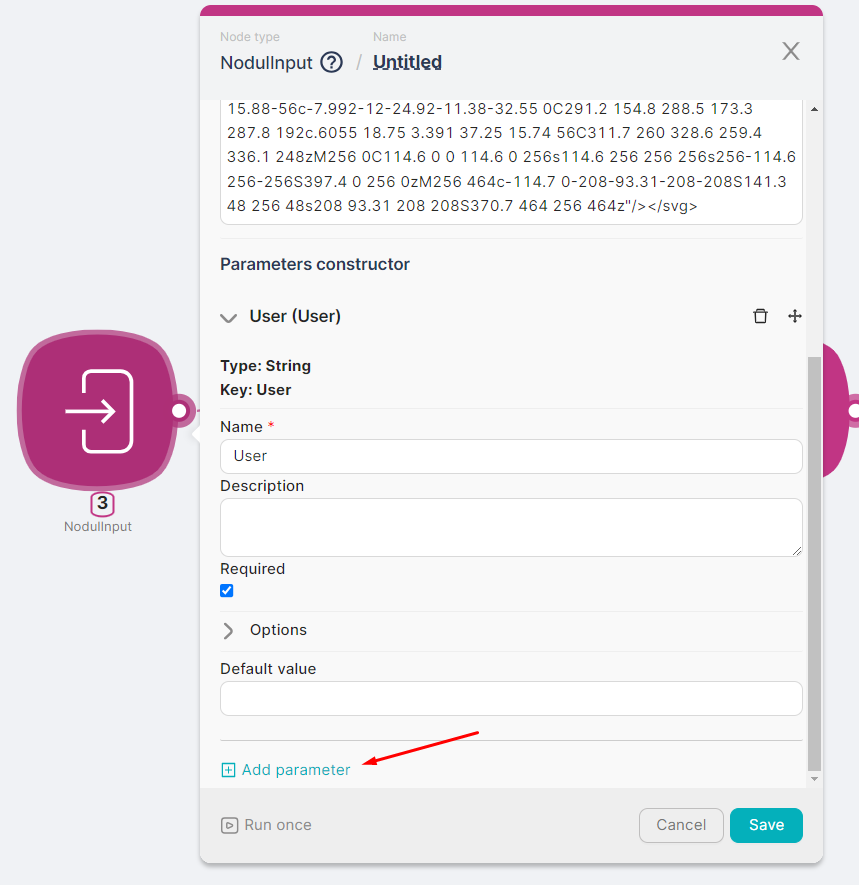 Node type
Name
NodulInput ? / Untitled
X
15.88-56c-7.992-12-24.92-11.38-32.55 0C291.2 154.8 288.5 173.3
287.8 192c.6055 18.75 3.391 37.25 15.74 56C311.7 260 328.6 259.4
336.1 248zM256 0C114.6 0 0 114.6 0 256s114.6 256 256 256s256-114.6
256-256S397.4 0 256 0zM256 464c-114.7 0-208-93.31-208-208S141.3
48 256 48s208 93.31 208 208S370.7 464 256 464z"/></svg>
Parameters constructor
User (User)
Type: String
Key: User
Name *
User
Description
Required
Options
Default value
Add parameter
Run once
Cancel
Save
3
NodulInput